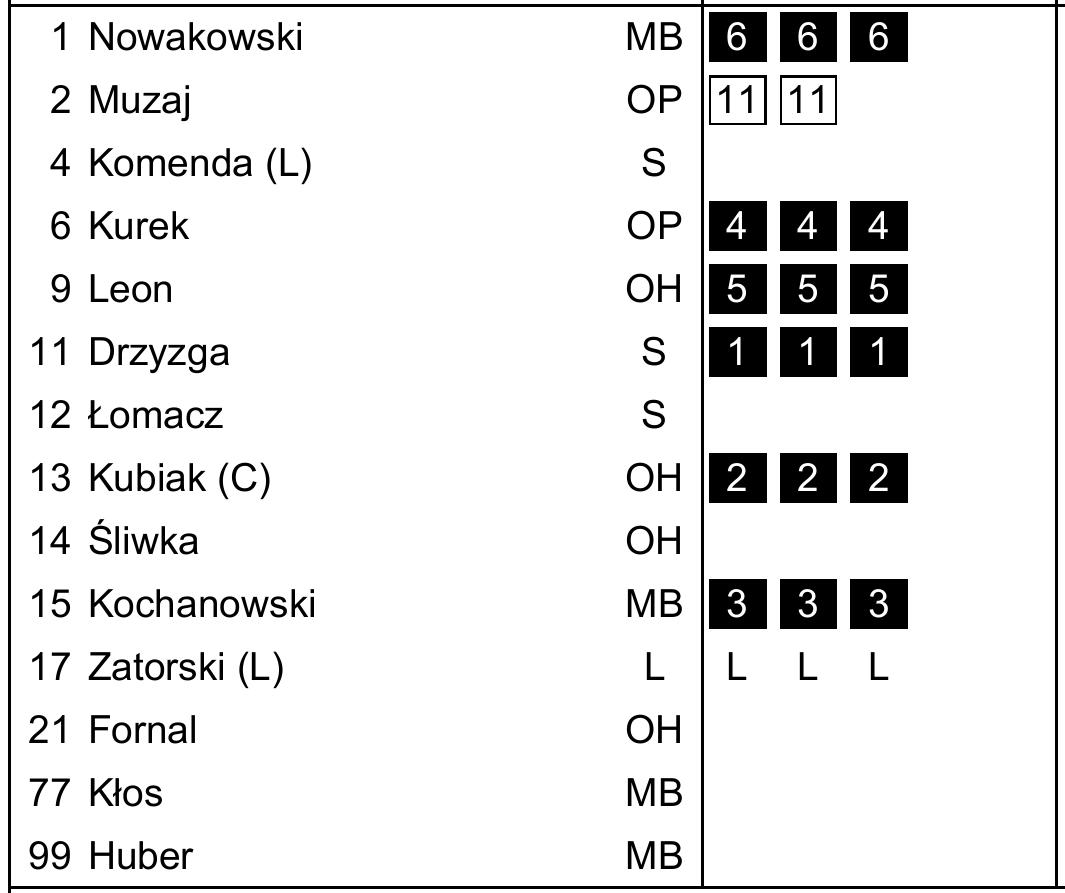 1 Nowakowski MB 6 6 6
2 Muzaj OP 11 11
4 Komenda (L) S
6 Kurek OP 4 4 4
9 Leon OH 5 5 5
11 Drzyzga S 1 1 1
12 Łomacz S
13 Kubiak (C) OH 2 2 2
14 Śliwka OH
15 Kochanowski MB 3 3 3
17 Zatorski (L) L L L L
21 Fornal OH
77 Kłos MB
99 Huber MB